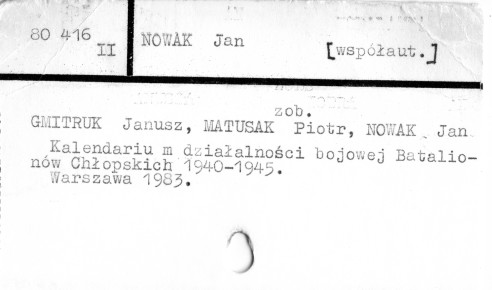 80 416
II
NOWAK Jan
[współaut.]
zob.
GMITRUK Janusz, MATUSAK Piotr, NOWAK Jan
Kalendariu m działalności bojowej Batalio-
nów Chłopskich 1940-1945.
Warszawa 1983.